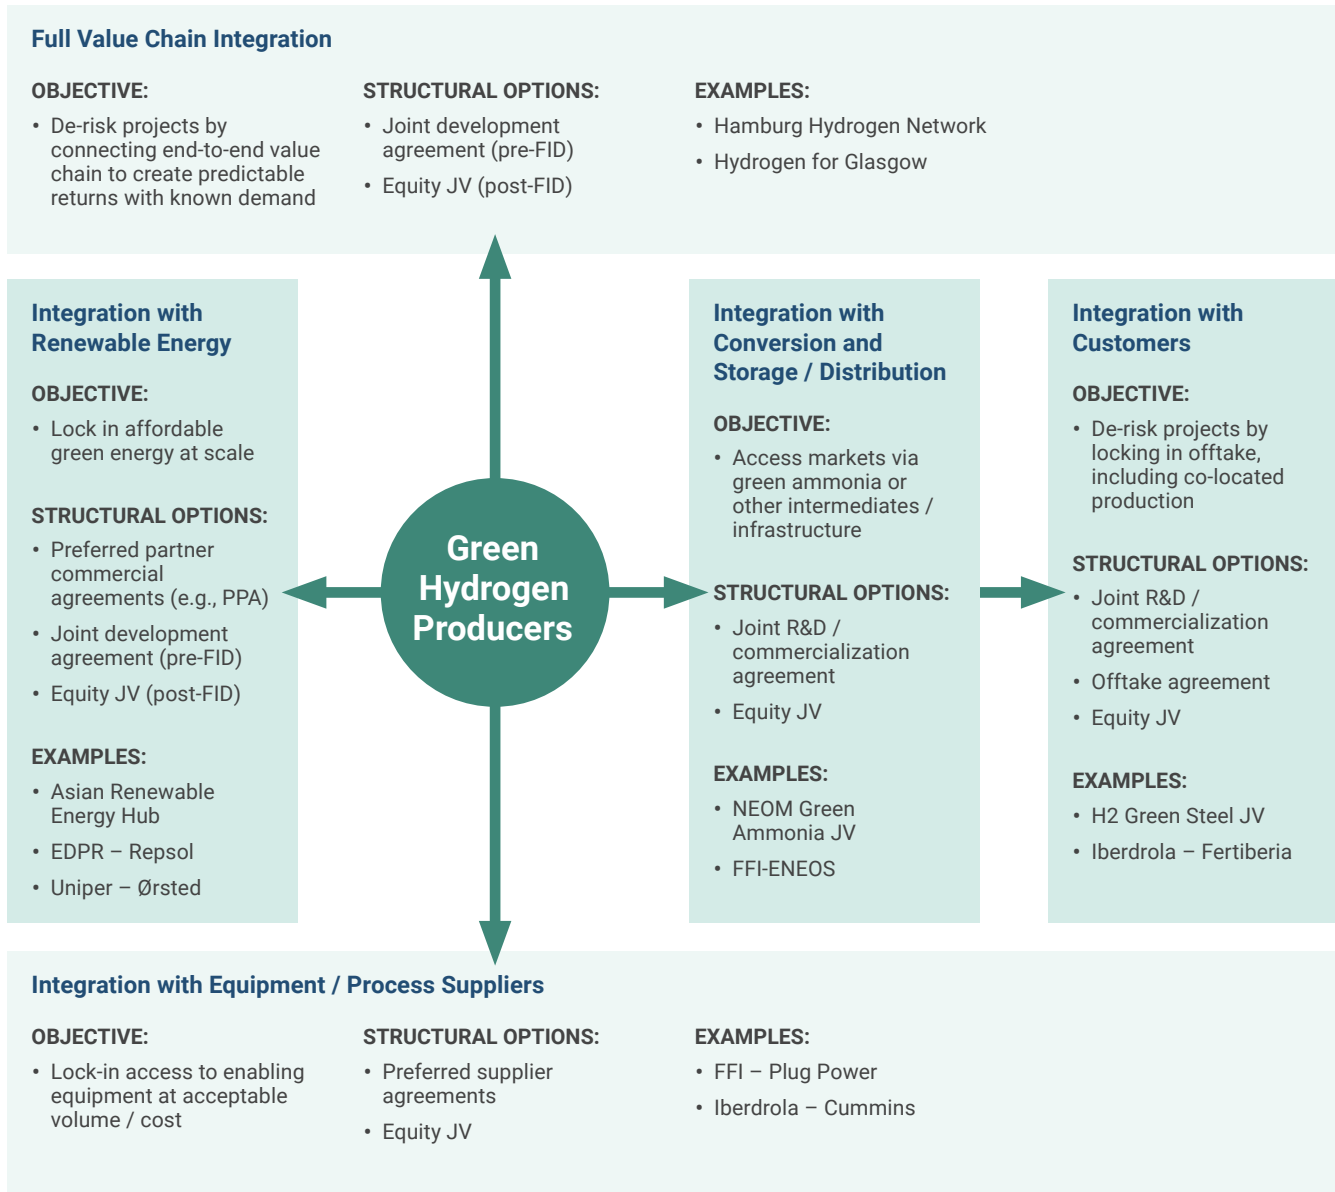 Full Value Chain Integration
OBJECTIVE:
• De-risk projects by
connecting end-to-end value
chain to create predictable
returns with known demand
STRUCTURAL OPTIONS:
• Joint development
agreement (pre-FID)
• Equity JV (post-FID)
EXAMPLES:
• Hamburg Hydrogen Network
• Hydrogen for Glasgow
Integration with
Renewable Energy
OBJECTIVE:
• Lock in affordable
green energy at scale
STRUCTURAL OPTIONS:
• Preferred partner
commercial
agreements (e.g., PPA)
• Joint development
agreement (pre-FID)
• Equity JV (post-FID)
EXAMPLES:
• Asian Renewable
Energy Hub
• EDPR – Repsol
• Uniper – Ørsted
Green
Hydrogen
Producers
Integration with
Conversion and
Storage / Distribution
OBJECTIVE:
• Access markets via
green ammonia or
other intermediates /
infrastructure
STRUCTURAL OPTIONS:
• Joint R&D /
commercialization
agreement
• Equity JV
EXAMPLES:
• NEOM Green
Ammonia JV
• FFI-ENEOS
Integration with
Customers
OBJECTIVE:
• De-risk projects by
locking in offtake,
including co-located
production
STRUCTURAL OPTIONS:
• Joint R&D /
commercialization
agreement
• Offtake agreement
• Equity JV
EXAMPLES:
• H2 Green Steel JV
• Iberdrola – Fertiberia
Integration with Equipment / Process Suppliers
OBJECTIVE:
• Lock-in access to enabling
equipment at acceptable
volume / cost
STRUCTURAL OPTIONS:
• Preferred supplier
agreements
• Equity JV
EXAMPLES:
• FFI – Plug Power
• Iberdrola – Cummins